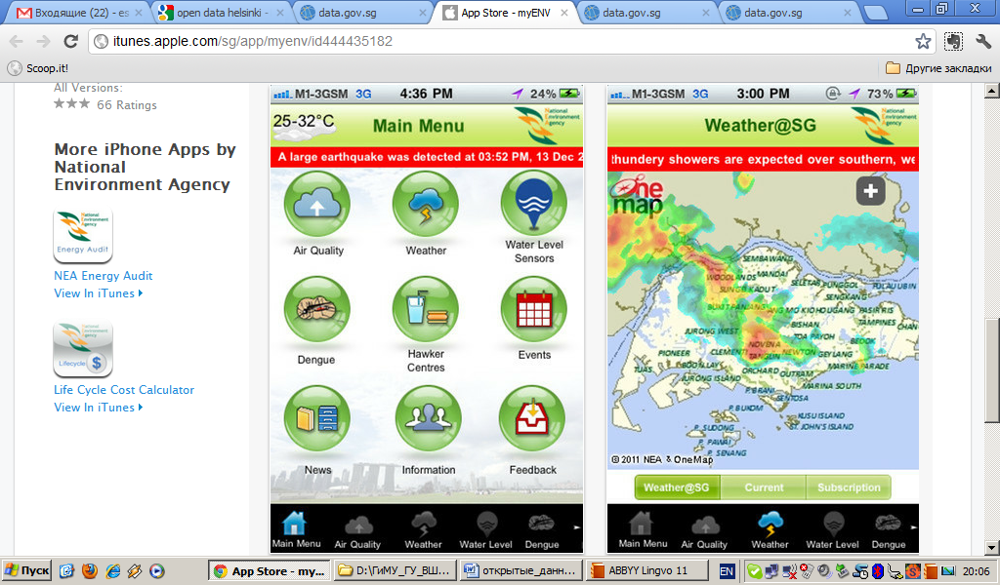 Входящие (22) - es
open data helsinki -
data.gov.sg
App Store - myENV
data.gov.sg
data.gov.sg
itunes.apple.com/sg/app/myenv/id444435182
Scoop.it!
Другие закладки
All Versions:
66 Ratings
More iPhone Apps by
National
Environment Agency
National
Environment
Agency
Energy Audit
NEA Energy Audit
View In iTunes
Lifecycle $
Life Cycle Cost Calculator
View In iTunes
M1-3GSM 3G 4:36 PM 24%
25-32°C Main Menu
National
Environment
Agency
A large earthquake was detected at 03:52 PM, 13 Dec 2
Air Quality
Weather
Water Level
Sensors
Dengue
Hawker
Centres
Events
News
Information
Feedback
Main Menu Air Quality Weather Water Level Dengue
M1-3GSM 3G 3:00 PM 73%
Weather@SG
National
Environment
Agency
thundery showers are expected over southern, we
One
map
SEMBAWANG
WOODLANDS MANDAI
SELETAR PUNGGOL PULAU UBIN
SUNGEI KADUT SENGKANG
BUKIT PANJANG ANG MO KIO HOUGANG PASIR RIS
BISHAN TAMPINES CHAN
JURONG WEST TOA PAYOH BEDOK
NOVENA
PIONEER CLEMENTI NEWTON GEYLANG
TANGLIN
TUAS BOON LAY ORCHARD MARINE PARADE
JURONG ISLAND OUTRAM
MARINA SOUTH
P. BRANI
SENTOSA
P. BUKOM KUSU ISLAND
P. SUDONG ST. JOHN'S ISLAND
P. PAWAI
P. SENANG
© 2011 NEA & OneMap
Weather@SG Current Subscription
Main Menu Air Quality Weather Water Level Dengue
Пуск
App Store - my...
D:\ГиМУ_ГУ_ВШ...
открытые_данн...
ABBYY Lingvo 11
EN
20:06